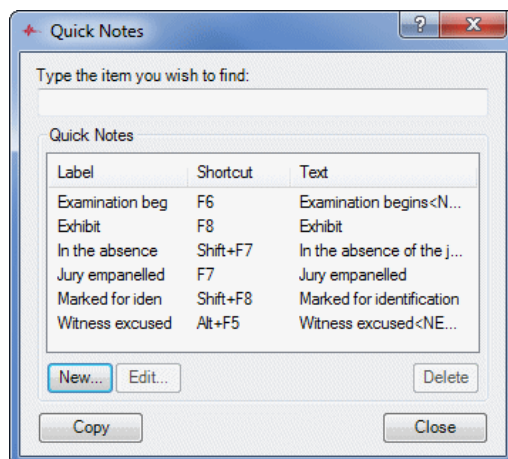 Quick Notes
?
X
Type the item you wish to find:
Quick Notes
Label Shortcut Text
Examination beg F6 Examination begins<N...
Exhibit F8 Exhibit
In the absence Shift+F7 In the absence of the j...
Jury empanelled F7 Jury empanelled
Marked for iden Shift+F8 Marked for identification
Witness excused Alt+F5 Witness excused<NE...
New... Edit... Delete
Copy Close